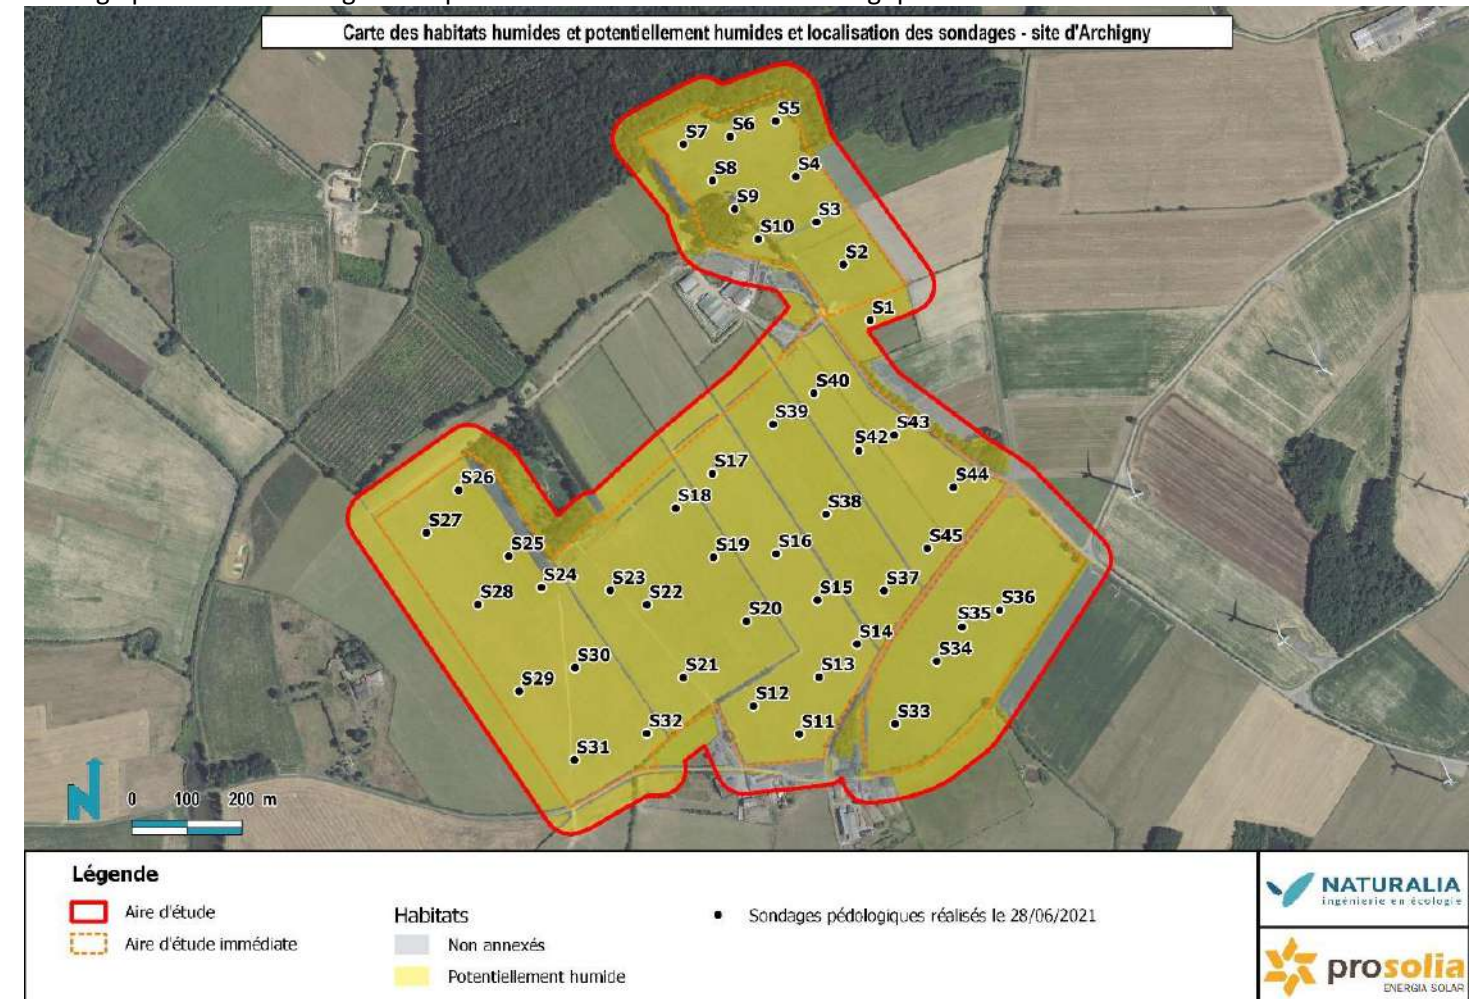 Carte des habitats humides et potentiellement humides et localisation des sondages - site d'Archigny
S5
S6
S7
S4
S8
S9
S3
S10
S2
S1
S40
S39
S43
S42
S17
S44
S26
S18
S38
S27
S45
S25
S19
S16
S24
S23
S37
S28
S22
S15
S36
S20
S35
S14
S34
S30
S21
S13
S29
S12
S33
S32
S11
S31
N
0 100 200 m
Légende
Aire d'étude
Aire d'étude immédiate
Habitats
Non annexés
Potentiellement humide
Sondages pédologiques réalisés le 28/06/2021
NATURALIA
ingénierie en écologie
prosolia
ENERGIA SOLAR